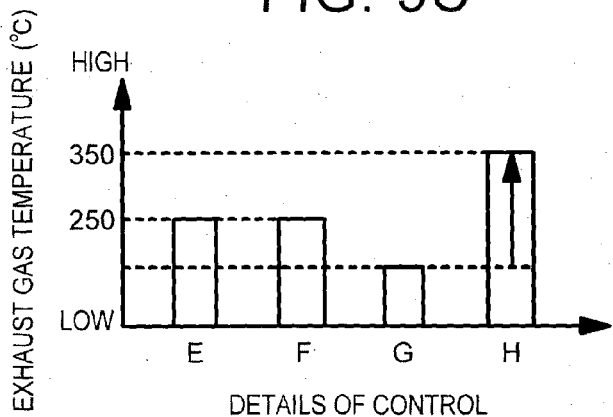 EXHAUST GAS TEMPERATURE (°C)
HIGH
350
250
LOW
E F G H
DETAILS OF CONTROL